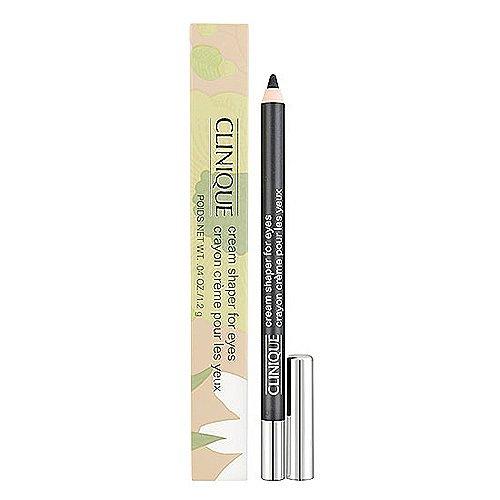 CLINIQUE
cream shaper for eyes
crayon crème pour les yeux
POIDS NET WT. .04 OZ./1.2 g
CLINIQUE
cream shaper for eyes
crayon crème pour les yeux